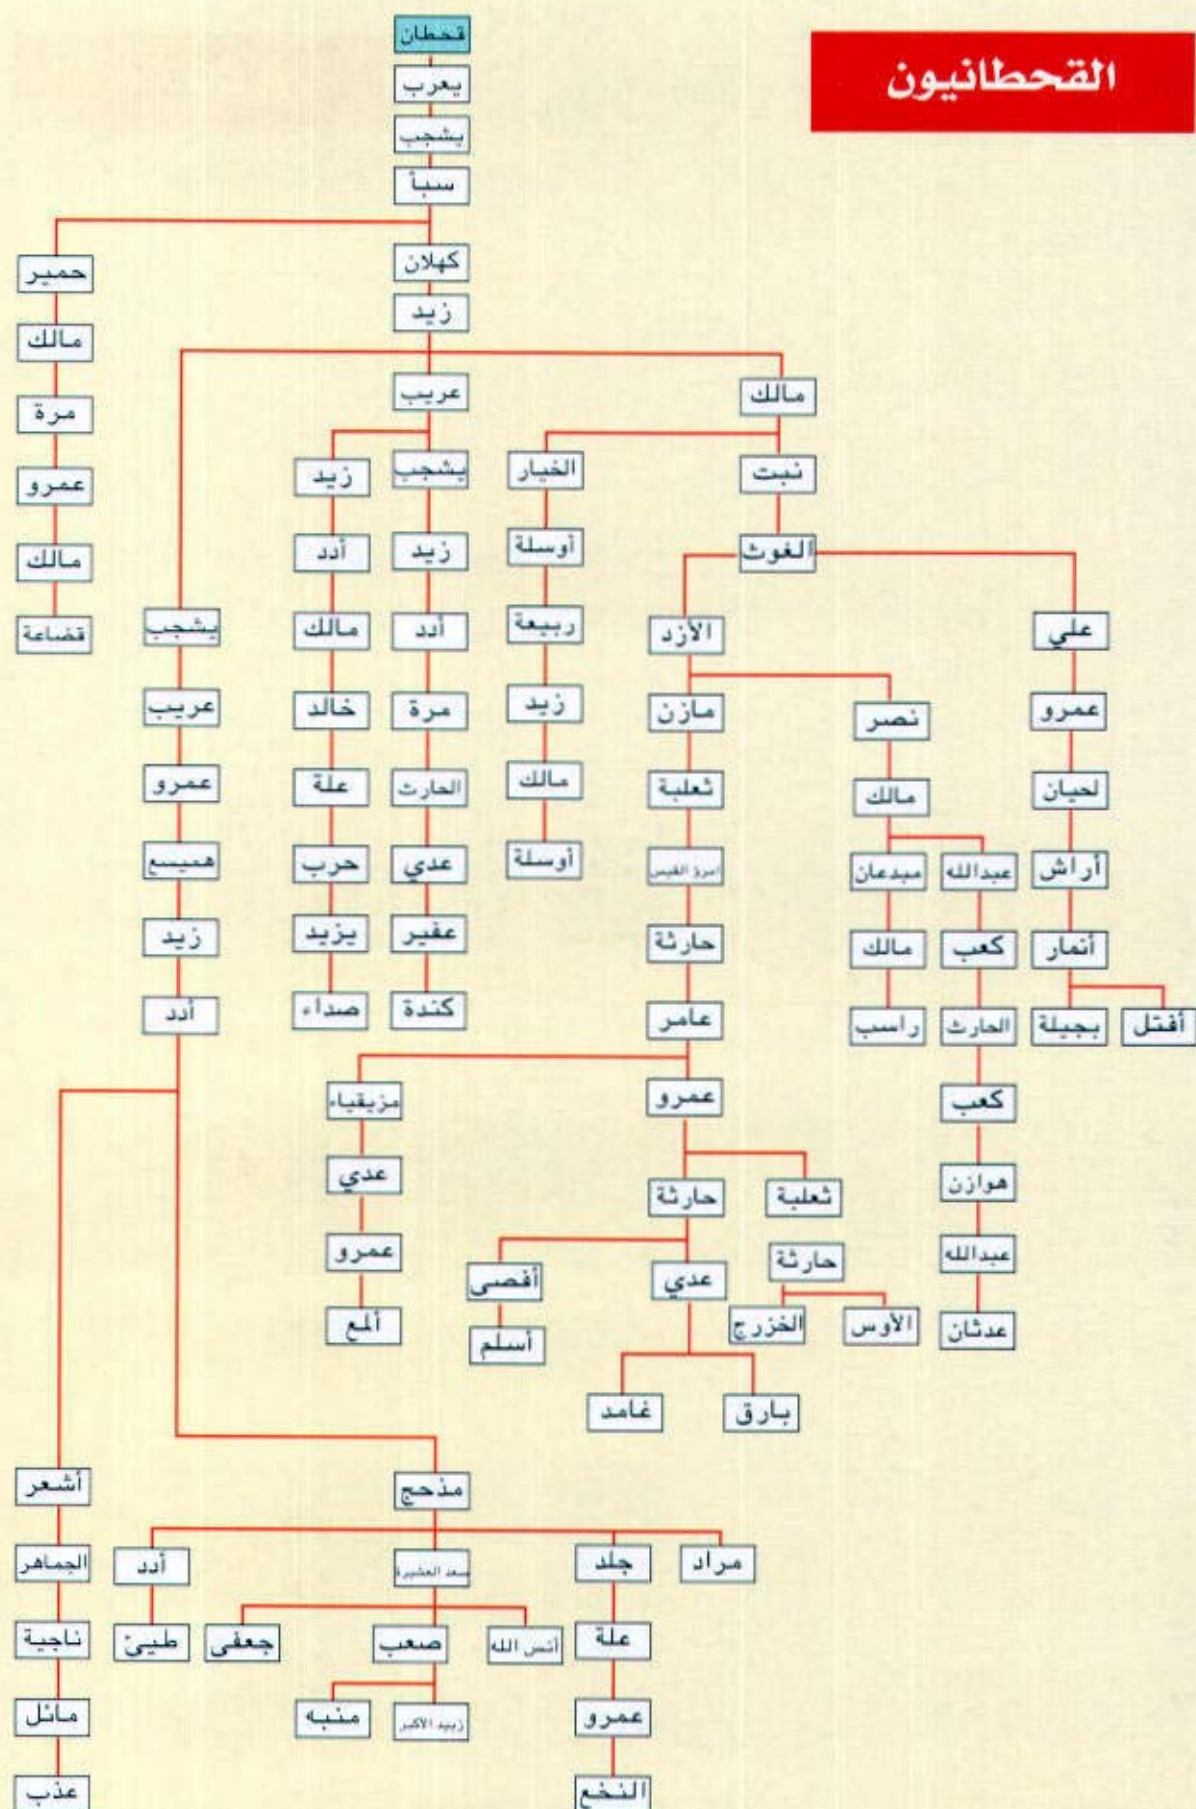 القحطانيون
قحطان
يعرب
يشجب
سبأ
كهلان
حمير
زيد
مالك
مرة
عمرو
مالك
قضاعة
مالك
عريب
يشجب
نبت
الخيار
يشجب
زيد
الغوث
أوسلة
زيد
أدد
علي
الأزد
ربيعة
أدد
مالك
عمرو
نصر
مازن
زيد
مرة
خالد
عريب
لحيان
مالك
ثعلبة
مالك
الحارث
علة
عمرو
أراش
عبدالله
مبدعان
امرؤ القيس
أوسلة
عدي
حرب
هميسع
أنمار
كعب
مالك
حارثة
عفير
يزيد
زيد
أفتل
بجيلة
الحارث
راسب
عامر
كندة
صداء
أدد
كعب
عمرو
مزيقياء
هوازن
ثعلبة
حارثة
عدي
عبدالله
حارثة
عدي
أفصى
عمرو
عدثان
الأوس
الخزرج
أسلم
ألمع
بارق
غامد
مذحج
أشعر
مراد
جلد
سعد العشيرة
أدد
الجماهر
علة
أنس الله
صعب
جعفى
طيئ
ناجية
عمرو
زبيد الأكبر
منبه
ماثل
النخع
عذب